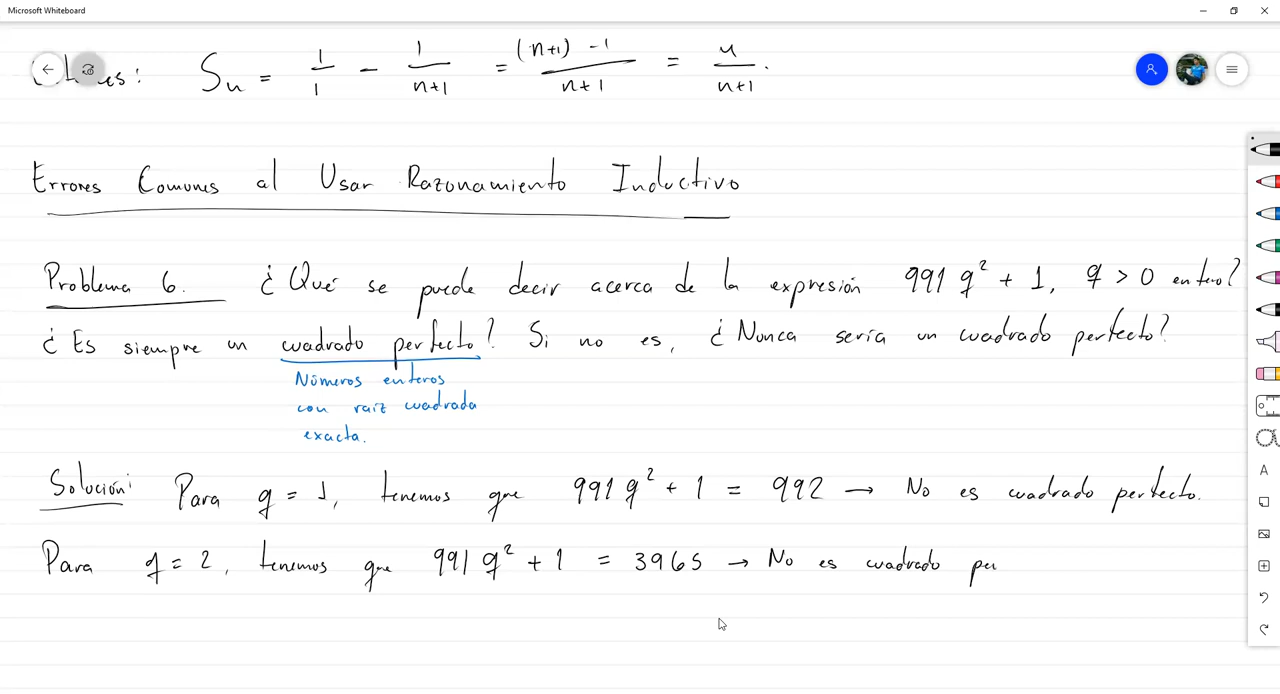 Microsoft Whiteboard
es: Sn = 1/1 - 1/(n+1) = ((n+1) - 1)/(n+1) = n/(n+1).
Errores Comunes al Usar Razonamiento Inductivo
Problema 6. ¿Qué se puede decir acerca de la expresión 991 q² + 1, q > 0 entero?
¿Es siempre un cuadrado perfecto? Si no es, ¿Nunca sería un cuadrado perfecto?
Números enteros
con raíz cuadrada
exacta.
Solución: Para q = 1, tenemos que 991 q² + 1 = 992 → No es cuadrado perfecto.
Para q = 2, tenemos que 991 q² + 1 = 3965 → No es cuadrado per
A